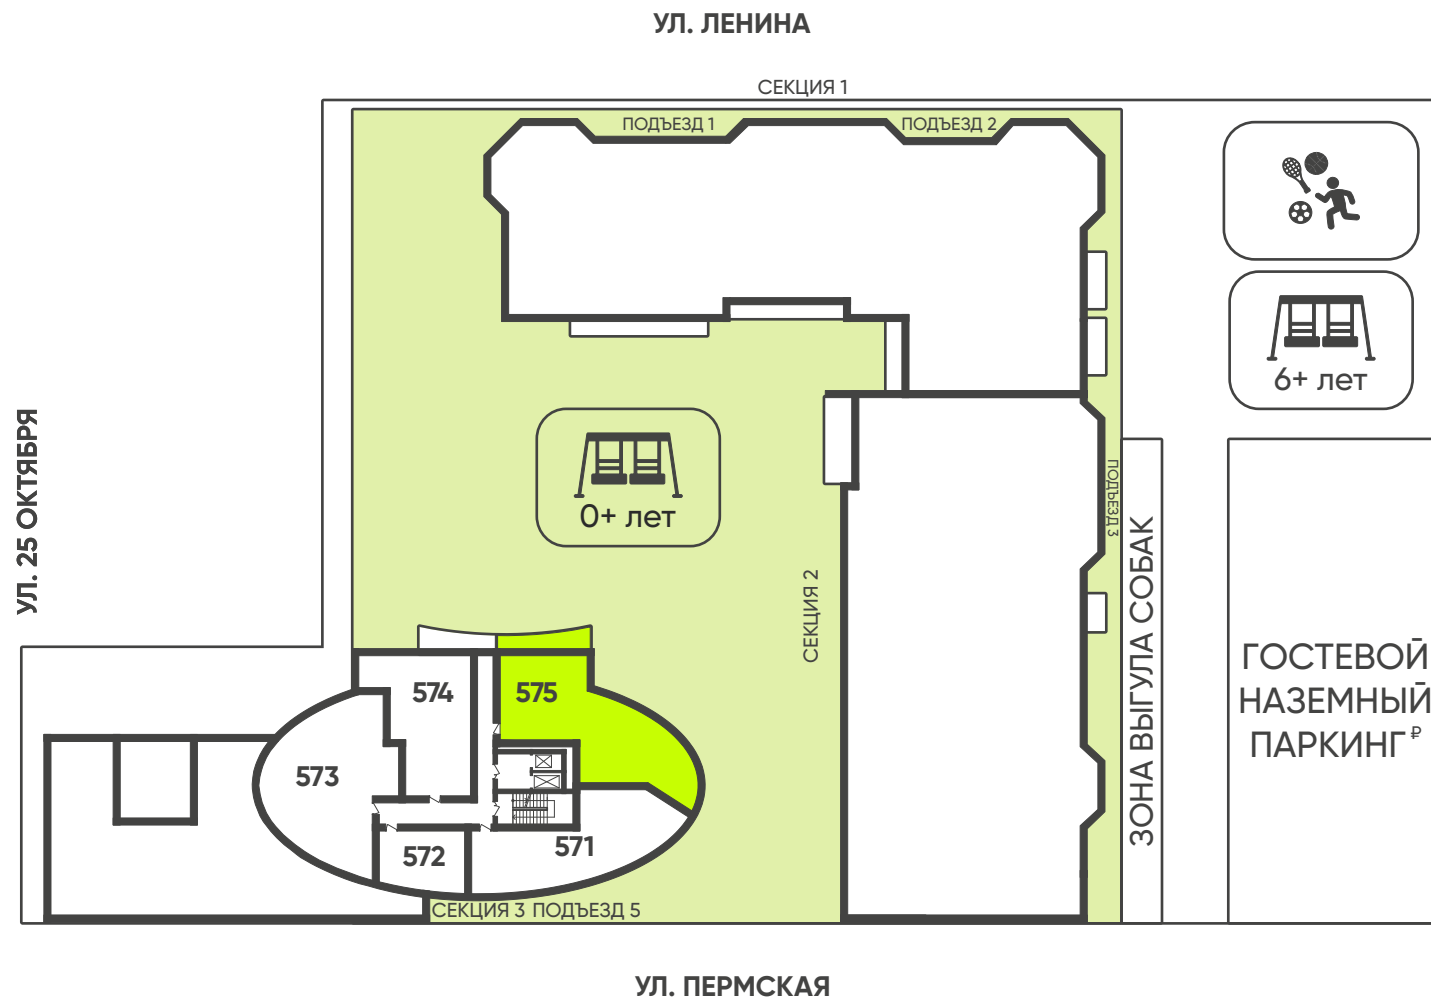 УЛ. ЛЕНИНА
СЕКЦИЯ 1
ПОДЪЕЗД 1
ПОДЪЕЗД 2
6+ лет
УЛ. 25 ОКТЯБРЯ
0+ лет
ПОДЪЕЗД 3
СЕКЦИЯ 2
ЗОНА ВЫГУЛА СОБАК
ГОСТЕВОЙ
НАЗЕМНЫЙ
ПАРКИНГ ₽
574
575
573
572
571
СЕКЦИЯ 3 ПОДЪЕЗД 5
УЛ. ПЕРМСКАЯ